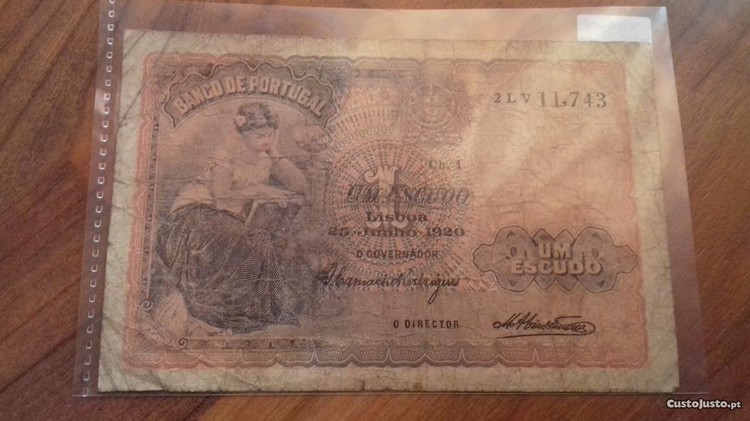 BANCO DE PORTUGAL
2LV 11,743
Ch. 1
UM ESCUDO
Lisboa
25 Junho 1920
O GOVERNADOR
UM
ESCUDO
O DIRECTOR
CustoJusto.pt